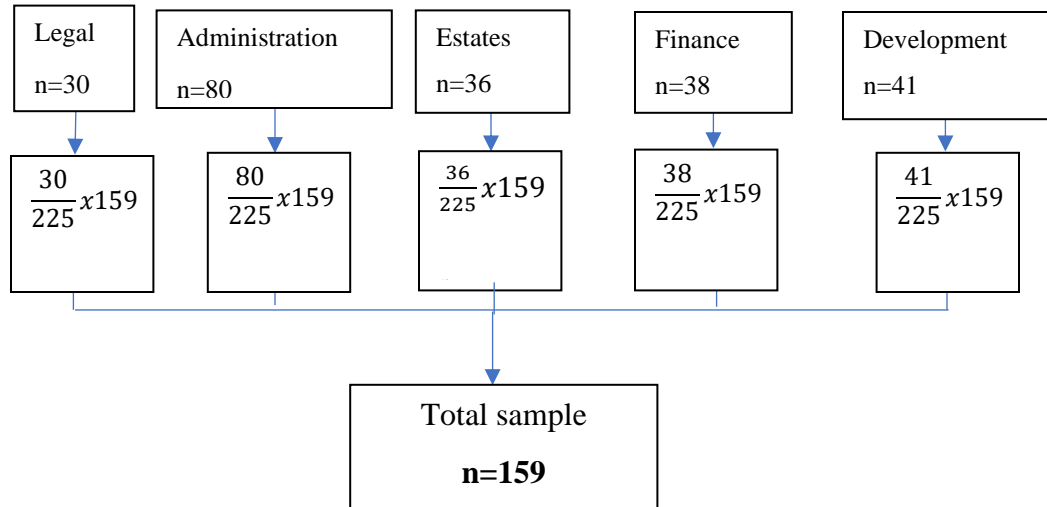 Legal
n=30
Administration
n=80
Estates
n=36
Finance
n=38
Development
n=41
30/225 x159
80/225 x159
36/225 x159
38/225 x159
41/225 x159
Total sample
n=159